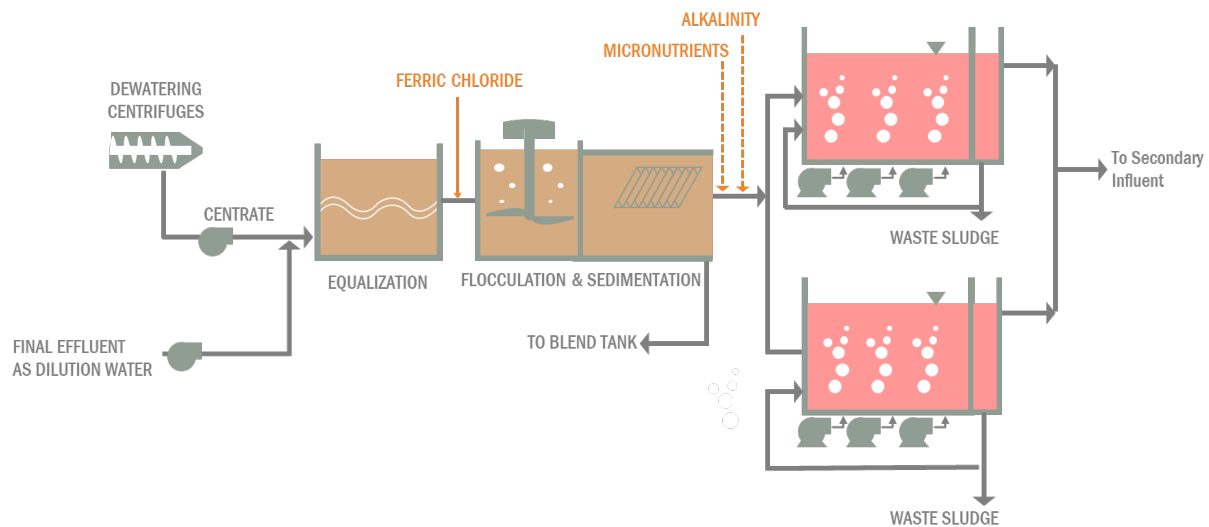 ALKALINITY
MICRONUTRIENTS
FERRIC CHLORIDE
DEWATERING
CENTRIFUGES
CENTRATE
EQUALIZATION
FLOCCULATION & SEDIMENTATION
TO BLEND TANK
FINAL EFFLUENT
AS DILUTION WATER
To Secondary
Influent
WASTE SLUDGE
WASTE SLUDGE